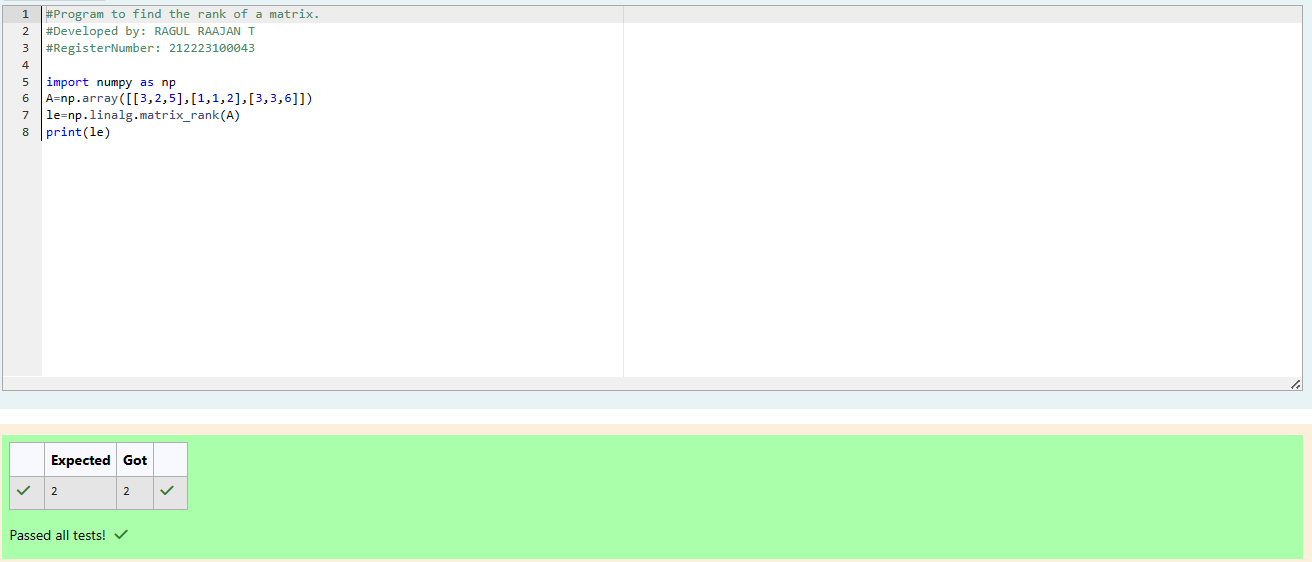 1 #Program to find the rank of a matrix.
2 #Developed by: RAGUL RAAJAN T
3 #RegisterNumber: 212223100043
4
5 import numpy as np
6 A=np.array([[3,2,5],[1,1,2],[3,3,6]])
7 le=np.linalg.matrix_rank(A)
8 print(le)
Expected Got
2 2
Passed all tests!